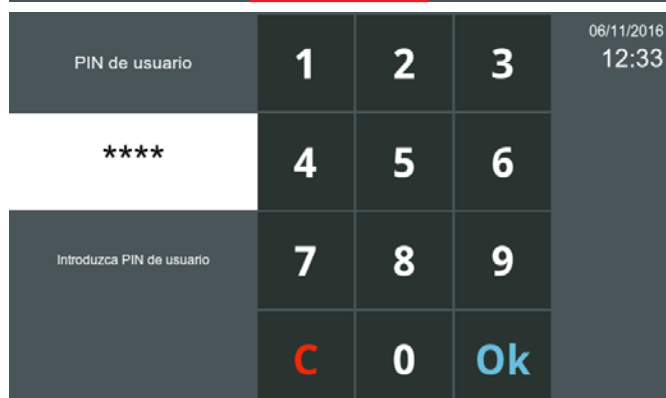 06/11/2016
12:33
PIN de usuario
****
Introduzca PIN de usuario
1 2 3
4 5 6
7 8 9
C 0 Ok